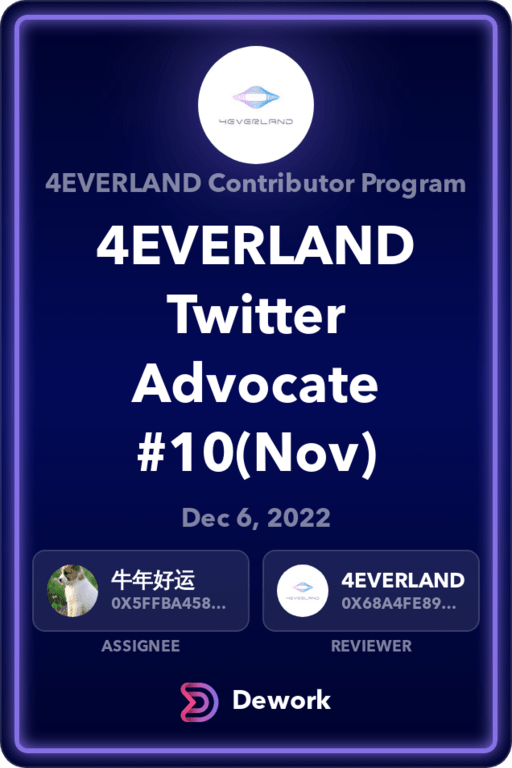 4EVERLAND
4EVERLAND Contributor Program
4EVERLAND
Twitter
Advocate
#10(Nov)
Dec 6, 2022
牛年好运
0X5FFBA458...
ASSIGNEE
4EVERLAND
4EVERLAND
0X68A4FE89...
REVIEWER
Dework